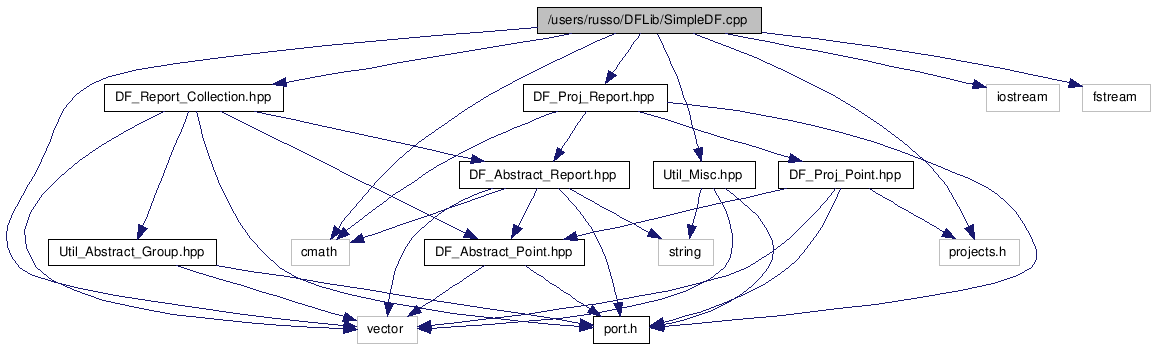 /users/russo/DFLib/SimpleDF.cpp
DF_Report_Collection.hpp
DF_Proj_Report.hpp
iostream
fstream
DF_Abstract_Report.hpp
Util_Misc.hpp
DF_Proj_Point.hpp
Util_Abstract_Group.hpp
cmath
DF_Abstract_Point.hpp
string
projects.h
vector
port.h